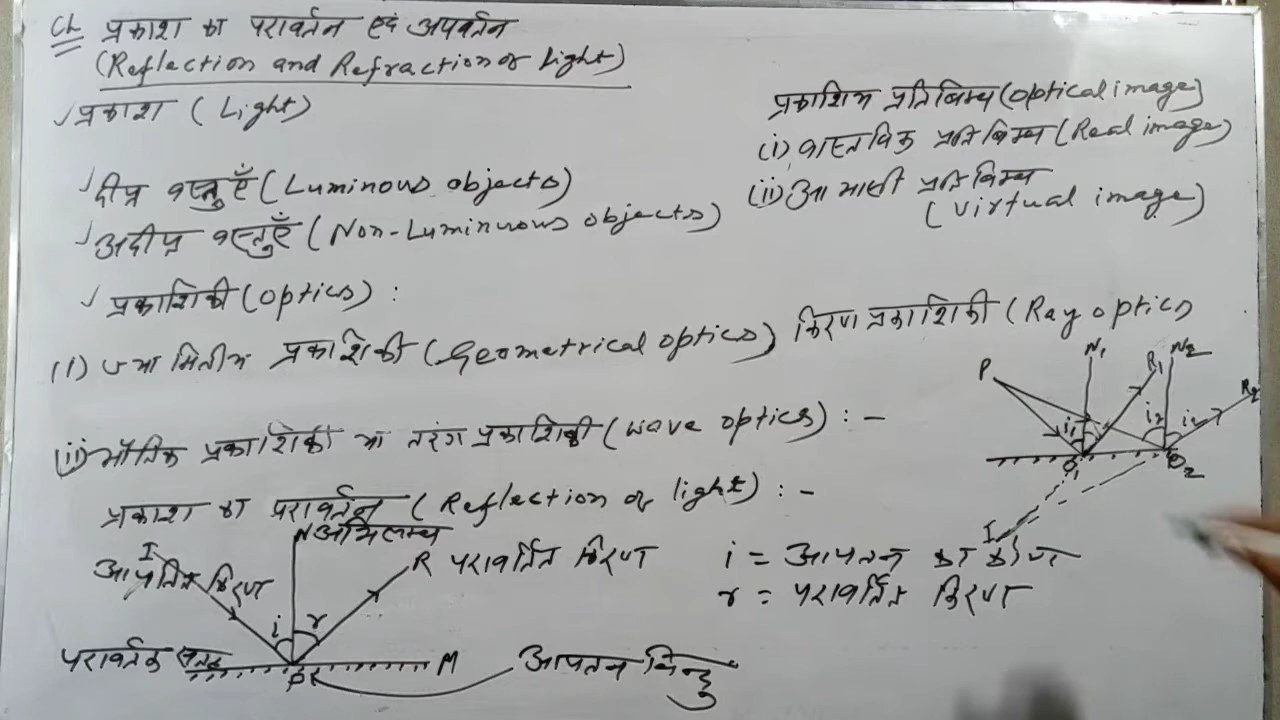 Ch प्रकाश का परावर्तन एवं अपवर्तन
(Reflection and Refraction of Light)
प्रकाश (Light)
दीप्त वस्तुएँ (Luminous objects)
अदीप्त वस्तुएँ (Non-Luminuous objects)
प्रकाशिकी (Optics) :
(i) ज्यामितीय प्रकाशिकी (Geometrical optics) किरण प्रकाशिकी (Ray optics
(ii) भौतिक प्रकाशिकी या तरंग प्रकाशिकी (wave optics) : -
प्रकाश का परावर्तन (Reflection of light) : -
प्रकाशिक प्रतिबिम्ब (optical image)
(i) वास्तविक प्रतिबिम्ब (Real image)
(ii) आभासी प्रतिबिम्ब
(virtual image)
P N₁ R₁ N₂ R₂
i₁ i₂ i₂
O₁ O₂
I
N अभिलम्ब
I R परावर्तित किरण
आपतित किरण
i r
परावर्तक सतह M
आपतन बिन्दु
i = आपतन का कोण
r = परावर्तित किरण